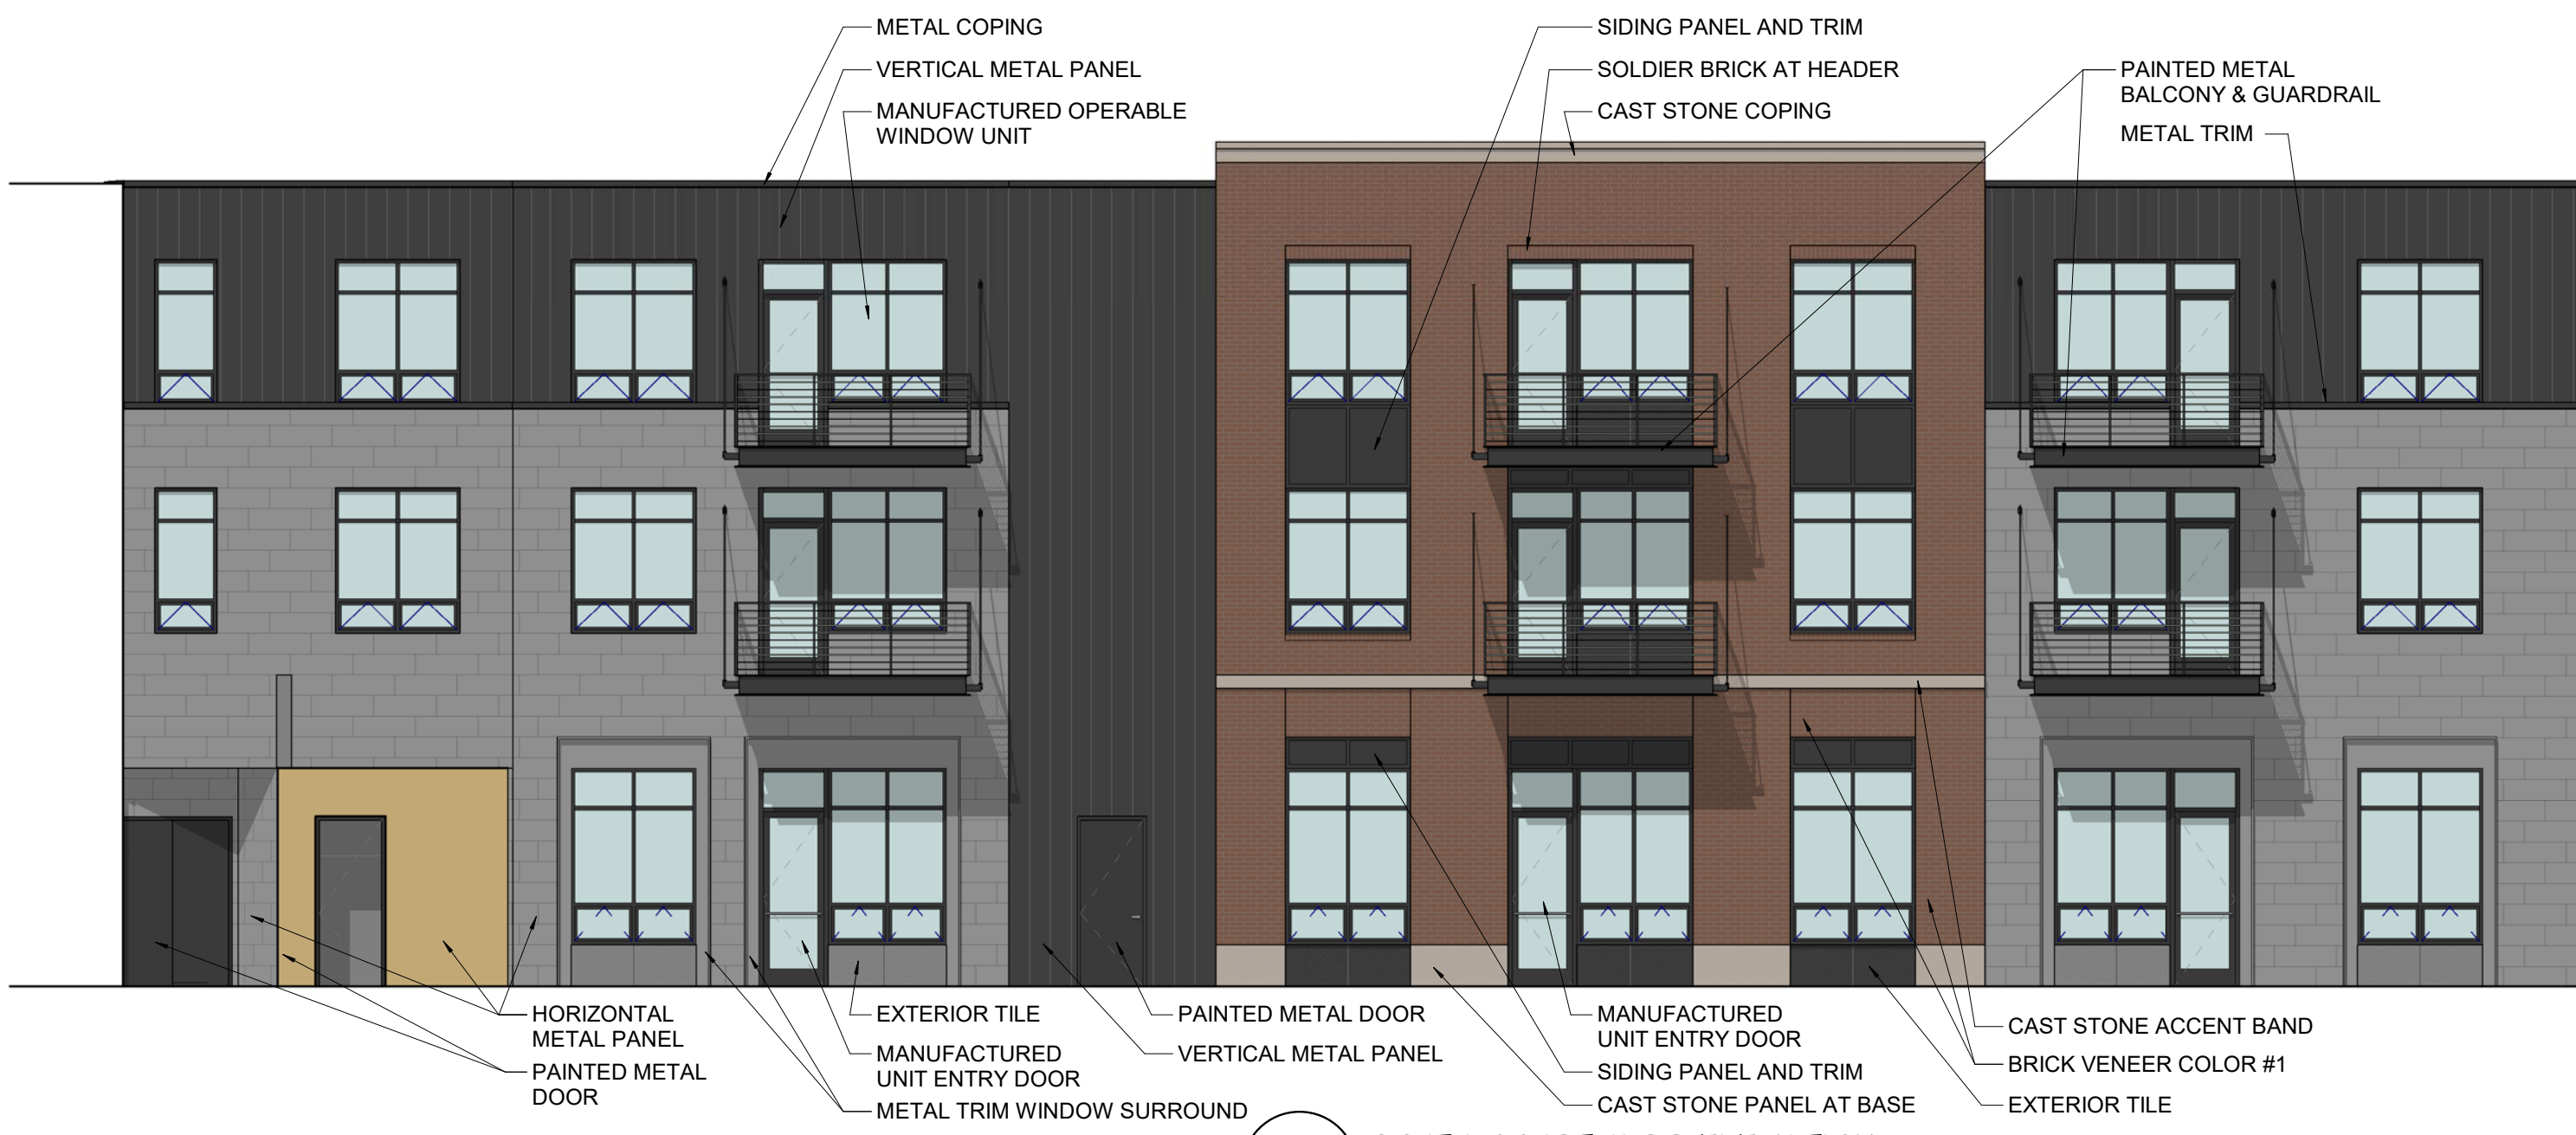 METAL COPING
VERTICAL METAL PANEL
MANUFACTURED OPERABLE
WINDOW UNIT
SIDING PANEL AND TRIM
SOLDIER BRICK AT HEADER
CAST STONE COPING
PAINTED METAL
BALCONY & GUARDRAIL
METAL TRIM
HORIZONTAL
METAL PANEL
PAINTED METAL
DOOR
EXTERIOR TILE
MANUFACTURED
UNIT ENTRY DOOR
METAL TRIM WINDOW SURROUND
PAINTED METAL DOOR
VERTICAL METAL PANEL
MANUFACTURED
UNIT ENTRY DOOR
SIDING PANEL AND TRIM
CAST STONE PANEL AT BASE
CAST STONE ACCENT BAND
BRICK VENEER COLOR #1
EXTERIOR TILE